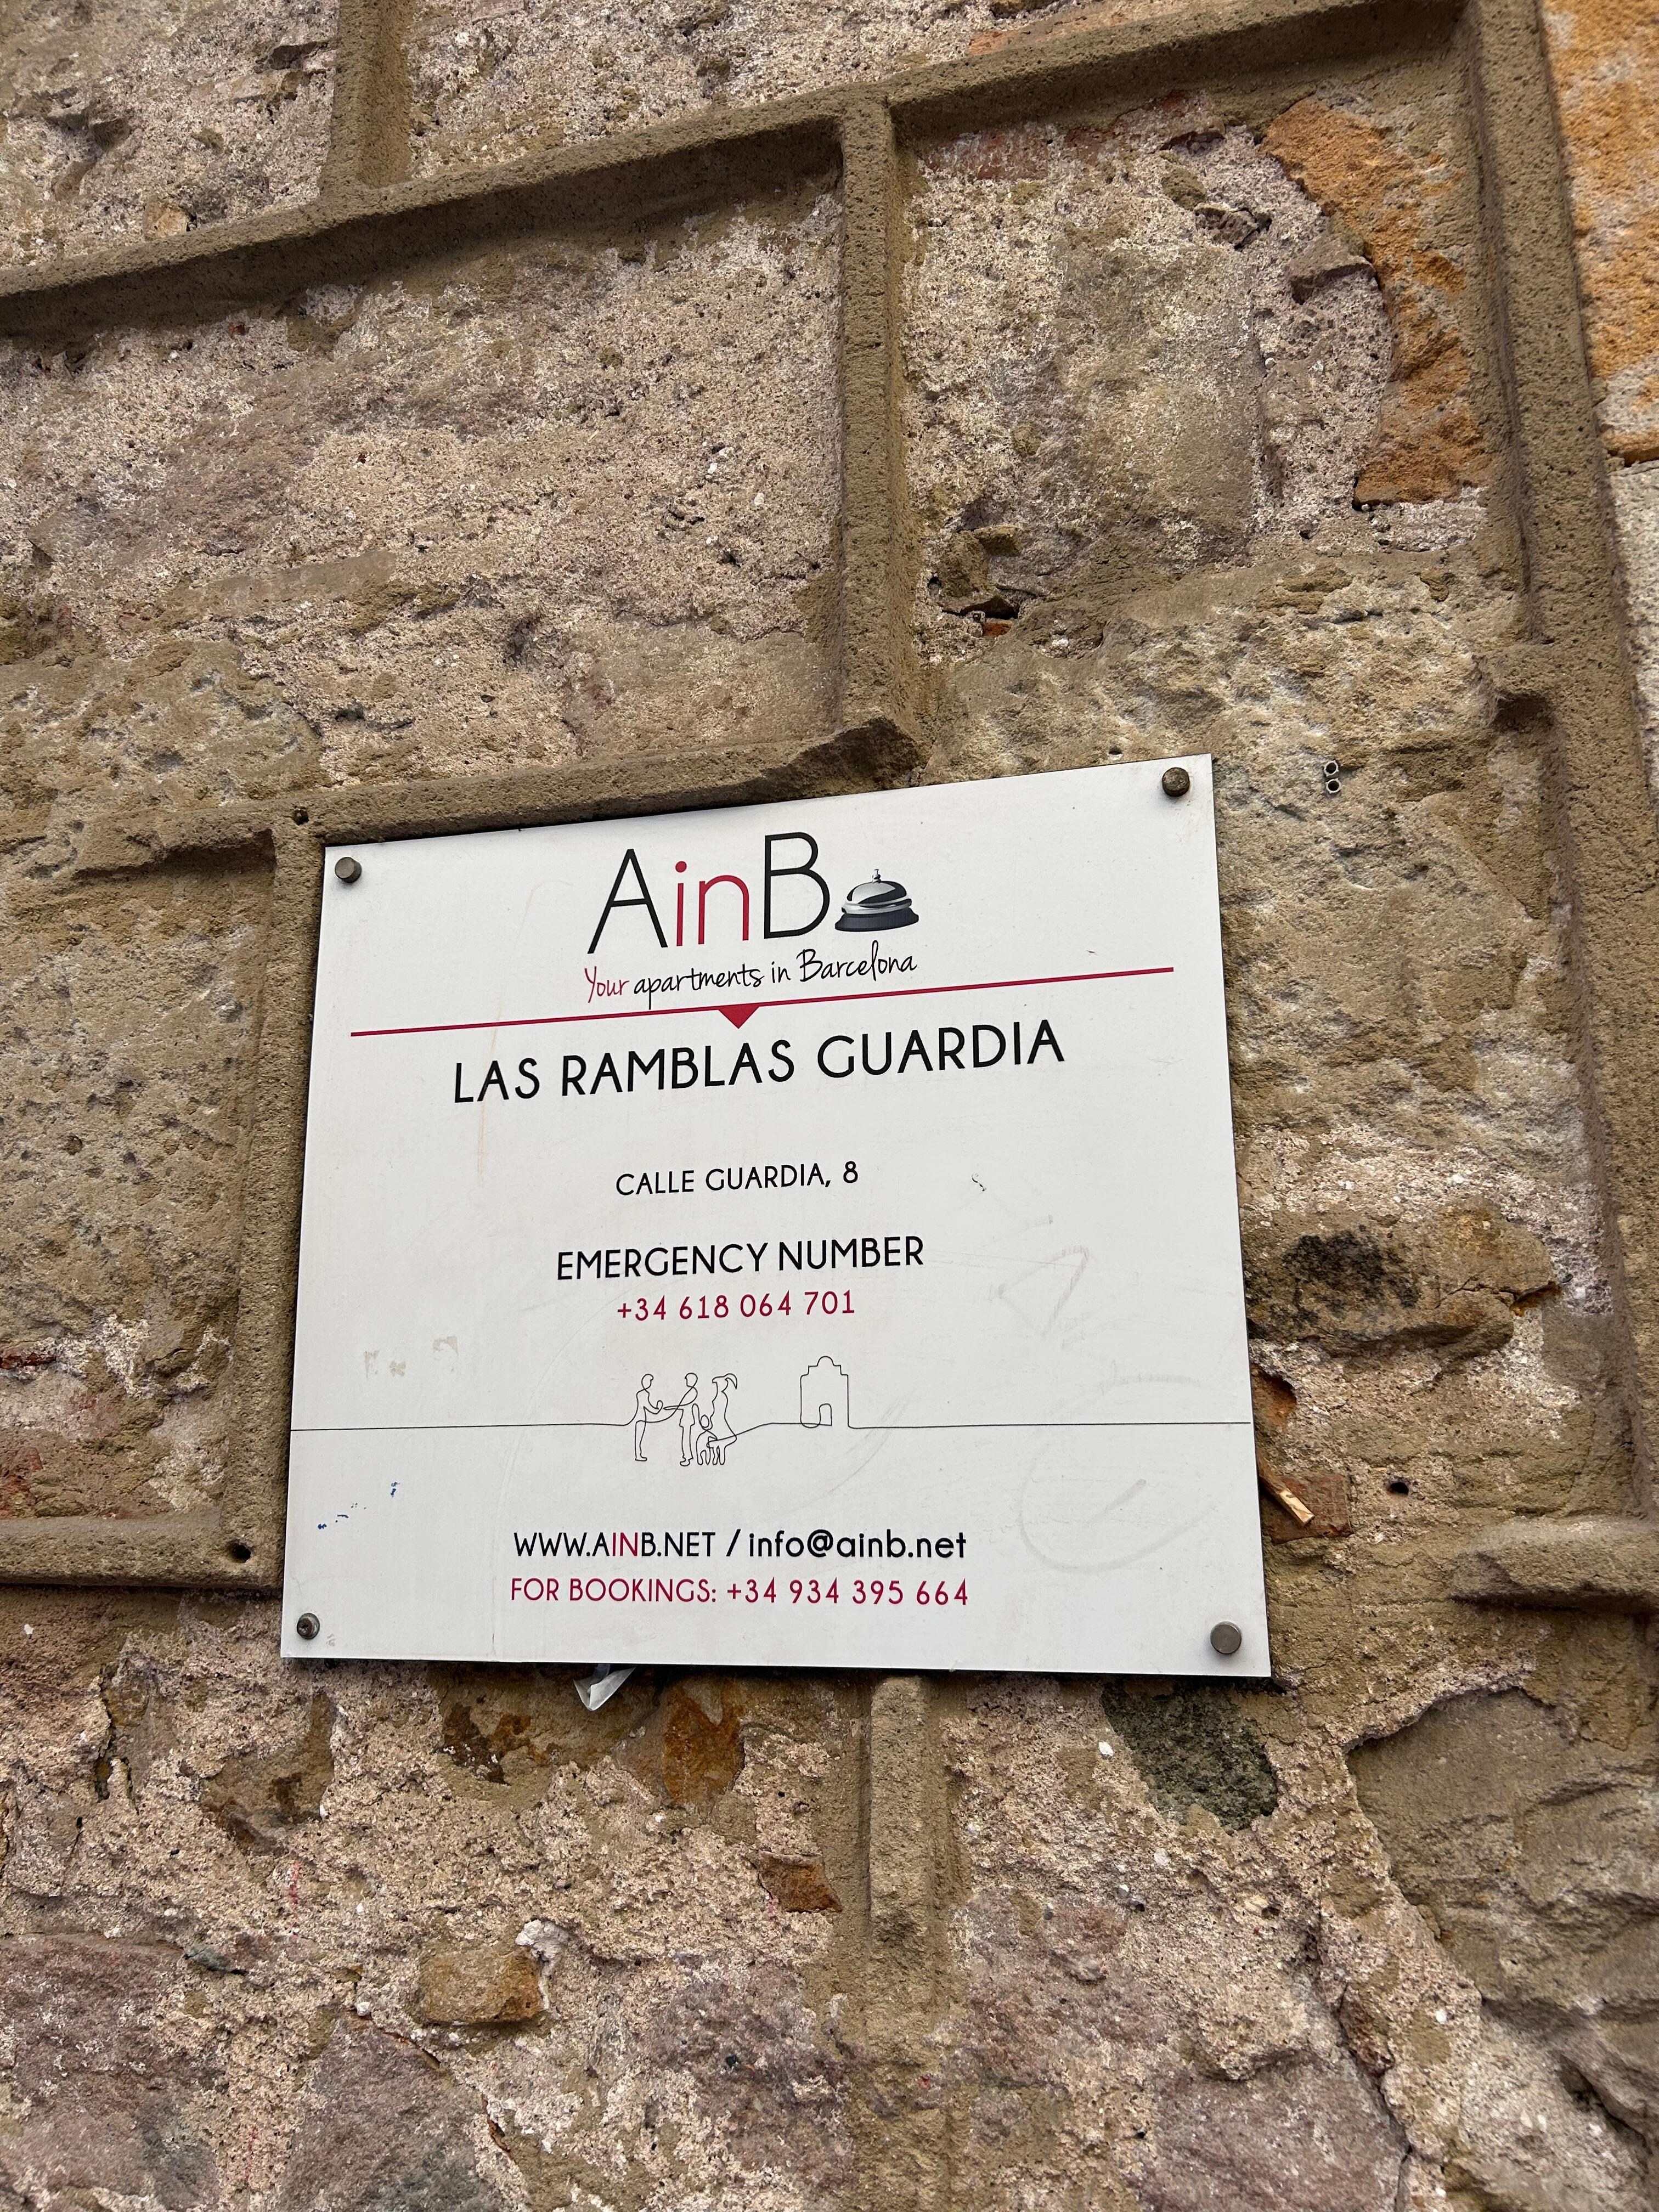 AinB
Your apartments in Barcelona
LAS RAMBLAS GUARDIA
CALLE GUARDIA, 8
EMERGENCY NUMBER
+34 618 064 701
WWW.AINB.NET / info@ainb.net
FOR BOOKINGS: +34 934 395 664